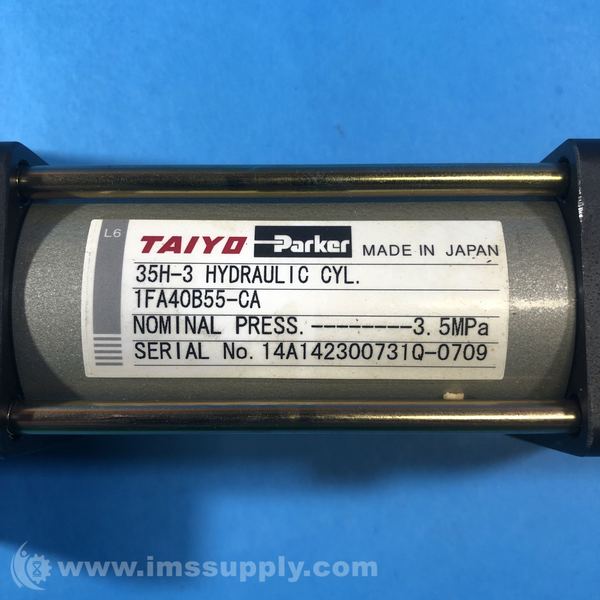 L6
TAIYO Parker MADE IN JAPAN
35H-3 HYDRAULIC CYL.
1FA40B55-CA
NOMINAL PRESS.---------3.5MPa
SERIAL No. 14A142300731Q-0709
www.imssupply.com/